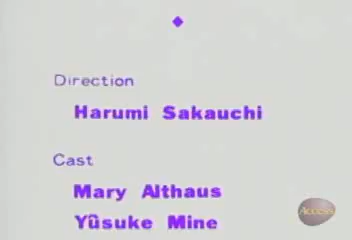 Direction
Harumi Sakauchi
Cast
Mary Althaus
Yûsuke Mine
Access